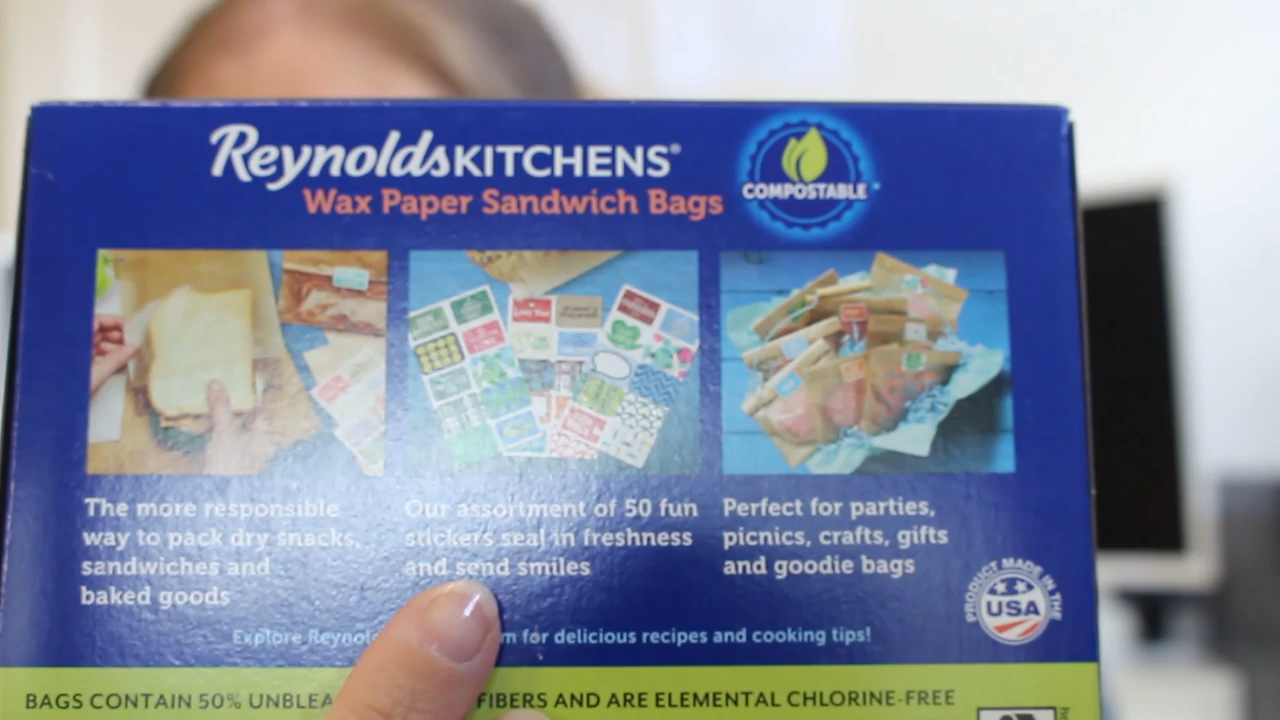 ReynoldsKITCHENS®
Wax Paper Sandwich Bags
COMPOSTABLE
The more responsible
way to pack dry snacks,
sandwiches and
baked goods
Our assortment of 50 fun
stickers seal in freshness
and send smiles
Perfect for parties,
picnics, crafts, gifts
and goodie bags
PRODUCT MADE IN THE
USA
Explore for delicious recipes and cooking tips!
BAGS CONTAIN 50% FIBERS AND ARE ELEMENTAL CHLORINE-FREE